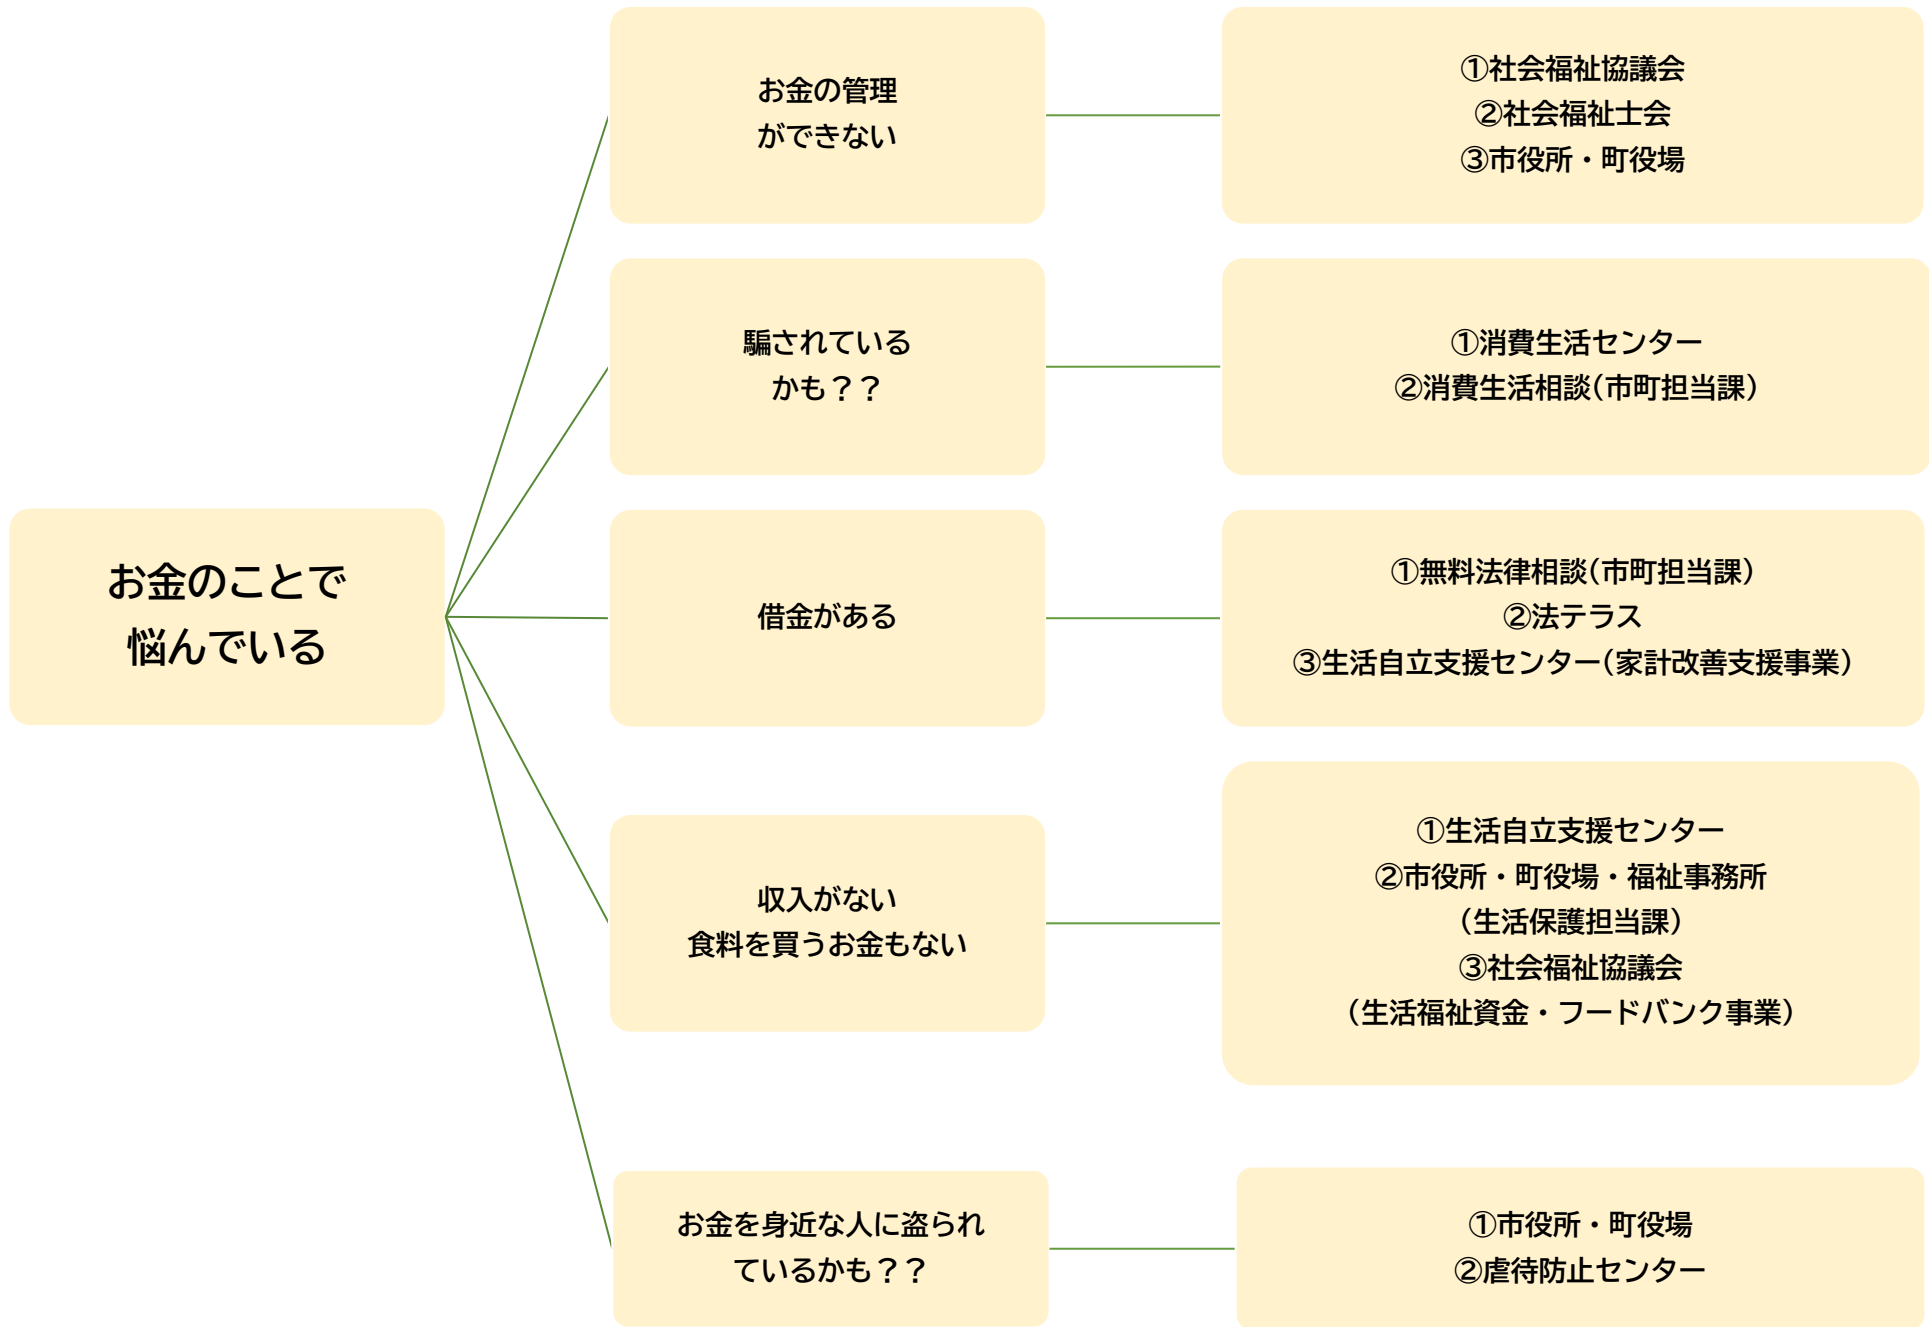 お金のことで
悩んでいる
お金の管理
ができない
①社会福祉協議会
②社会福祉士会
③市役所・町役場
騙されている
かも？？
①消費生活センター
②消費生活相談(市町担当課)
借金がある
①無料法律相談(市町担当課)
②法テラス
③生活自立支援センター(家計改善支援事業)
収入がない
食料を買うお金もない
①生活自立支援センター
②市役所・町役場・福祉事務所
(生活保護担当課)
③社会福祉協議会
(生活福祉資金・フードバンク事業)
お金を身近な人に盗られ
ているかも？？
①市役所・町役場
②虐待防止センター